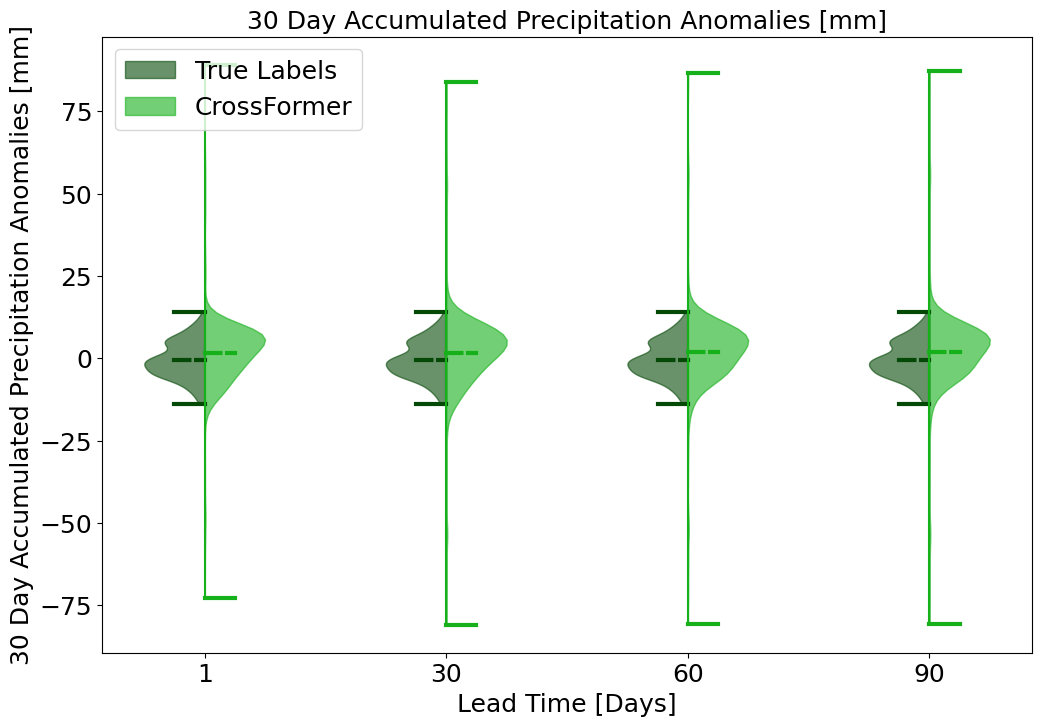 30 Day Accumulated Precipitation Anomalies [mm]
30 Day Accumulated Precipitation Anomalies [mm]
True Labels
CrossFormer
75
50
25
0
−25
−50
−75
1 30 60 90
Lead Time [Days]